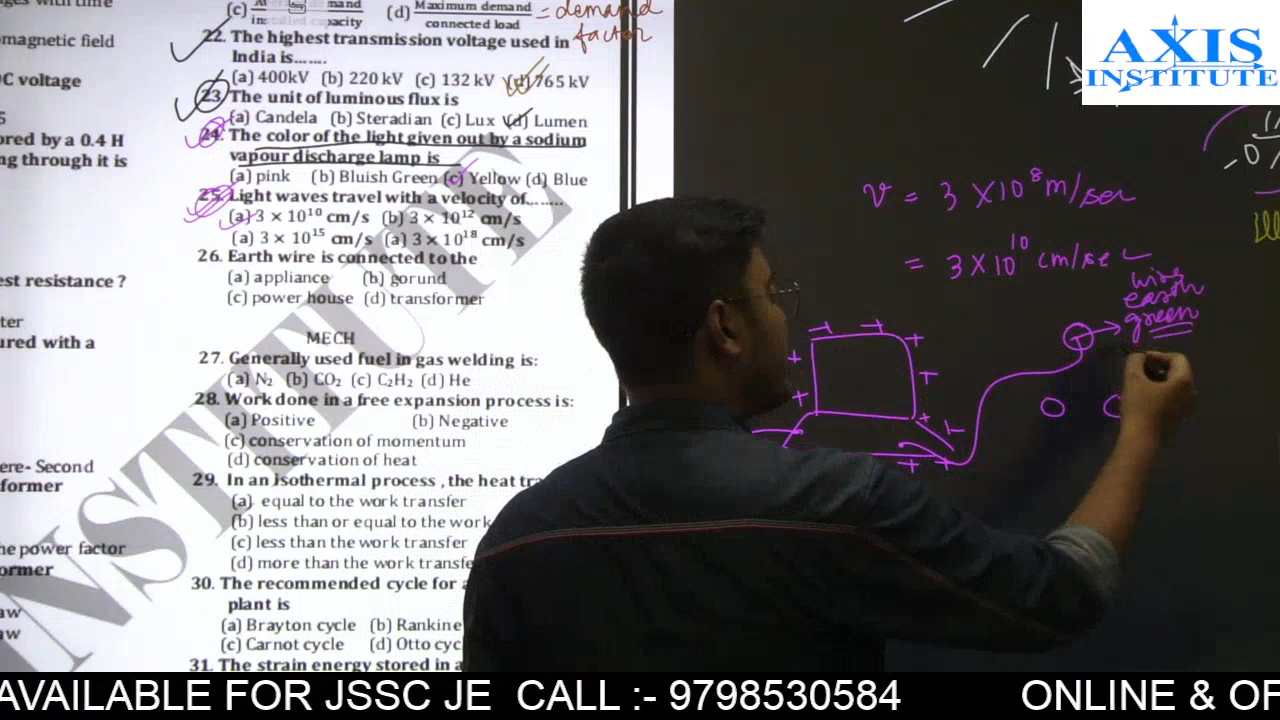 ges with time
magnetic field
C voltage
5
ored by a 0.4 H
ng through it is
est resistance ?
ter
ured with a
ere- Second
former
he power factor
ormer
aw
aw
(c) mand
installed capacity
(d) Maximum demand
connected load
= demand
factor
22. The highest transmission voltage used in
India is.......
(a) 400kV (b) 220 kV (c) 132 kV (d) 765 kV
23. The unit of luminous flux is
(a) Candela (b) Steradian (c) Lux (d) Lumen
24. The color of the light given out by a sodium
vapour discharge lamp is
(a) pink (b) Bluish Green (c) Yellow (d) Blue
25. Light waves travel with a velocity of........
(a) 3 × 10¹⁰ cm/s (b) 3 × 10¹² cm/s
(a) 3 × 10¹⁵ cm/s (a) 3 × 10¹⁸ cm/s
26. Earth wire is connected to the
(a) appliance (b) gorund
(c) power house (d) transformer
MECH
27. Generally used fuel in gas welding is:
(a) N₂ (b) CO₂ (c) C₂H₂ (d) He
28. Work done in a free expansion process is:
(a) Positive (b) Negative
(c) conservation of momentum
(d) conservation of heat
29. In an isothermal process , the heat tra
(a) equal to the work transfer
(b) less than or equal to the work
(c) less than the work transfer
(d) more than the work transfe
30. The recommended cycle for a
plant is
(a) Brayton cycle (b) Rankine
(c) Carnot cycle (d) Otto cyc
31. The strain energy stored in a
INSTITUTE
AXIS
INSTITUTE
v = 3 × 10⁸ m/sec
= 3 × 10¹⁰ cm/sec
wire
earth
green
AVAILABLE FOR JSSC JE CALL :- 9798530584 ONLINE & OF